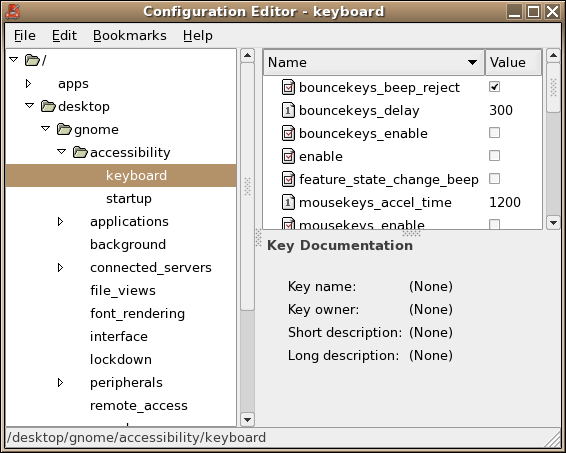 Configuration Editor - keyboard
File Edit Bookmarks Help
/
apps
desktop
gnome
accessibility
keyboard
startup
applications
background
connected_servers
file_views
font_rendering
interface
lockdown
peripherals
remote_access
Name Value
bouncekeys_beep_reject
bouncekeys_delay 300
bouncekeys_enable
enable
feature_state_change_beep
mousekeys_accel_time 1200
mousekeys_enable
Key Documentation
Key name: (None)
Key owner: (None)
Short description: (None)
Long description: (None)
/desktop/gnome/accessibility/keyboard